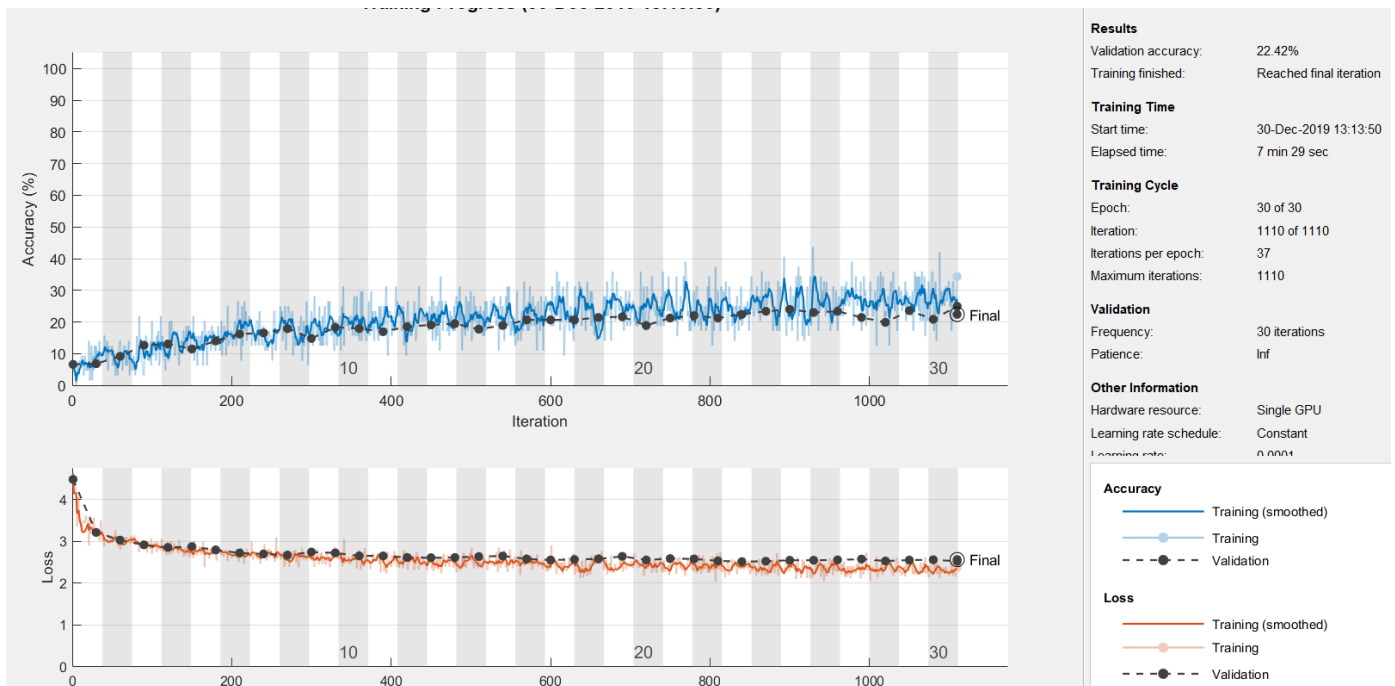 100
90
80
70
60
50
40
30
20
10
0
Accuracy (%)
10 20 30
Final
0 200 400 600 800 1000
Iteration
4
3
2
1
0
Loss
Final
10 20 30
0 200 400 600 800 1000
Results
Validation accuracy: 22.42%
Training finished: Reached final iteration
Training Time
Start time: 30-Dec-2019 13:13:50
Elapsed time: 7 min 29 sec
Training Cycle
Epoch: 30 of 30
Iteration: 1110 of 1110
Iterations per epoch: 37
Maximum iterations: 1110
Validation
Frequency: 30 iterations
Patience: Inf
Other Information
Hardware resource: Single GPU
Learning rate schedule: Constant
Learning rate: 0.0001
Accuracy
Training (smoothed)
Training
Validation
Loss
Training (smoothed)
Training
Validation